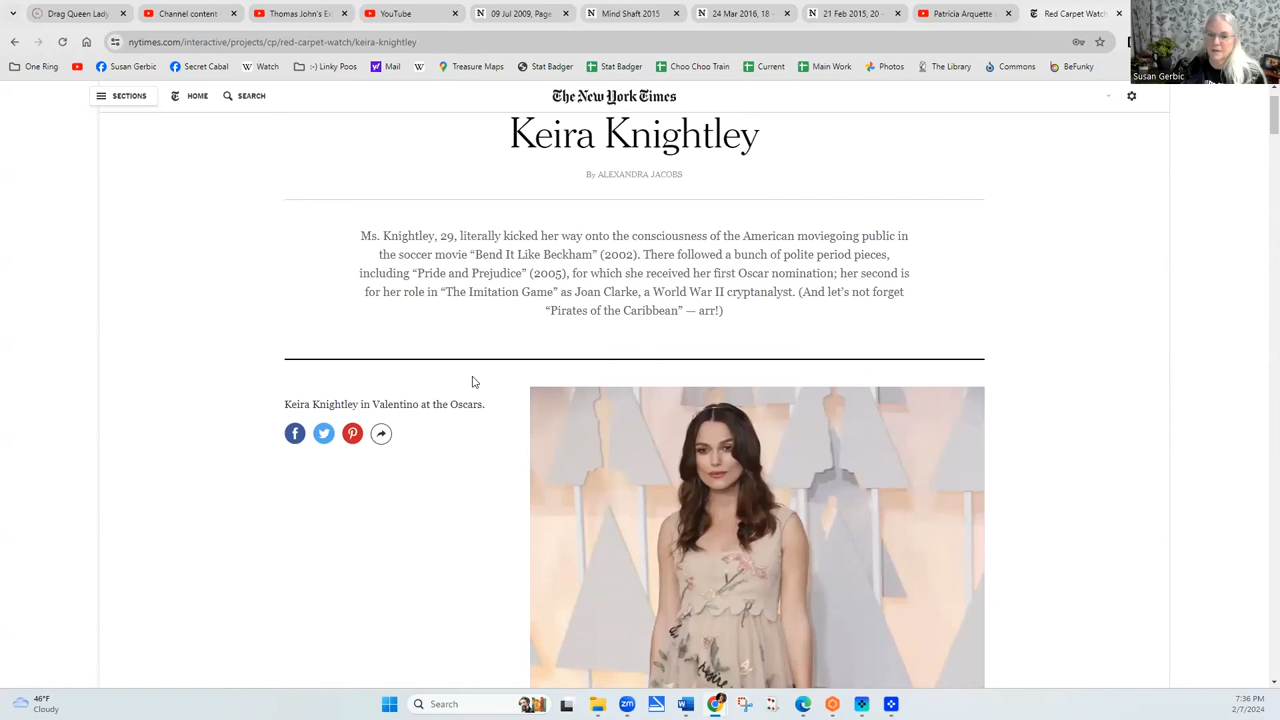 Drag Queen Lady
Channel content
Thomas John's Ex
YouTube
09 Jul 2009, Page
Mind Shaft 2015
24 Mar 2016, 18 -
21 Feb 2015, 20 -
Patricia Arquette
Red Carpet Watch
nytimes.com/interactive/projects/cp/red-carpet-watch/keira-knightley
One Ring
Susan Gerbic
Secret Cabal
Watch
:-) Linky Poos
Mail
Treasure Maps
Stat Badger
Stat Badger
Choo Choo Train
Current
Main Work
Photos
The Library
Commons
BeFunky
Susan Gerbic
SECTIONS
HOME
SEARCH
The New York Times
Keira Knightley
By ALEXANDRA JACOBS
Ms. Knightley, 29, literally kicked her way onto the consciousness of the American moviegoing public in
the soccer movie “Bend It Like Beckham” (2002). There followed a bunch of polite period pieces,
including “Pride and Prejudice” (2005), for which she received her first Oscar nomination; her second is
for her role in “The Imitation Game” as Joan Clarke, a World War II cryptanalyst. (And let’s not forget
“Pirates of the Caribbean” — arr!)
Keira Knightley in Valentino at the Oscars.
46°F
Cloudy
Search
7:36 PM
2/7/2024